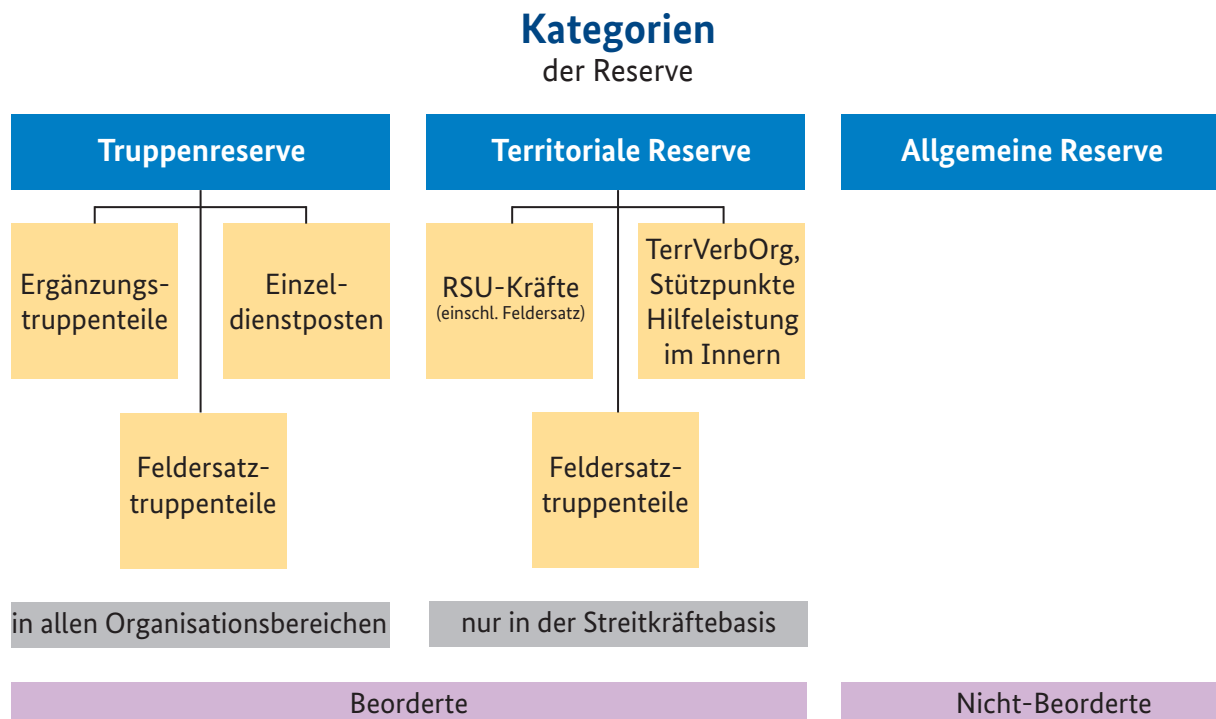 Kategorien
der Reserve
Truppenreserve
Ergänzungs-
truppenteile
Einzel-
dienstposten
Feldersatz-
truppenteile
in allen Organisationsbereichen
Territoriale Reserve
RSU-Kräfte
(einschl. Feldersatz)
TerrVerbOrg,
Stützpunkte
Hilfeleistung
im Innern
Feldersatz-
truppenteile
nur in der Streitkräftebasis
Allgemeine Reserve
Beorderte
Nicht-Beorderte